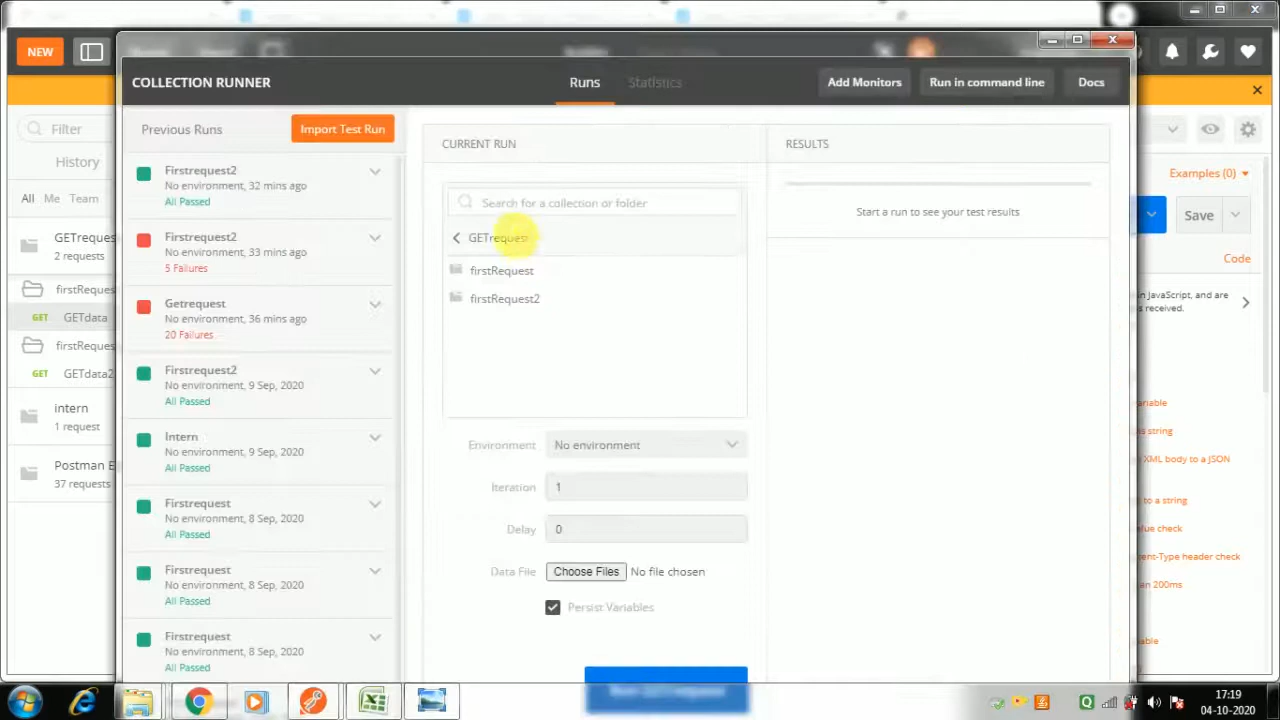 NEW
COLLECTION RUNNER
Runs
Statistics
Add Monitors
Run in command line
Docs
Filter
History
All Me Team
GETreque
2 requests
firstReques
GET GETdata
firstReques
GET GETdata2
intern
1 request
Postman E
37 requests
Previous Runs
Import Test Run
Firstrequest2
No environment, 32 mins ago
All Passed
Firstrequest2
No environment, 33 mins ago
5 Failures
Getrequest
No environment, 36 mins ago
20 Failures
Firstrequest2
No environment, 9 Sep, 2020
All Passed
Intern
No environment, 9 Sep, 2020
All Passed
Firstrequest
No environment, 8 Sep, 2020
All Passed
Firstrequest
No environment, 8 Sep, 2020
All Passed
Firstrequest
No environment, 8 Sep, 2020
All Passed
CURRENT RUN
Search for a collection or folder
GETrequest
firstRequest
firstRequest2
Environment No environment
Iteration 1
Delay 0
Data File Choose Files No file chosen
Persist Variables
RESULTS
Start a run to see your test results
Examples (0)
Save
Code
in JavaScript, and are
s received.
ariable
as string
XML body to a JSON
to a string
alue check
ent-Type header check
an 200ms
able
17:19
04-10-2020